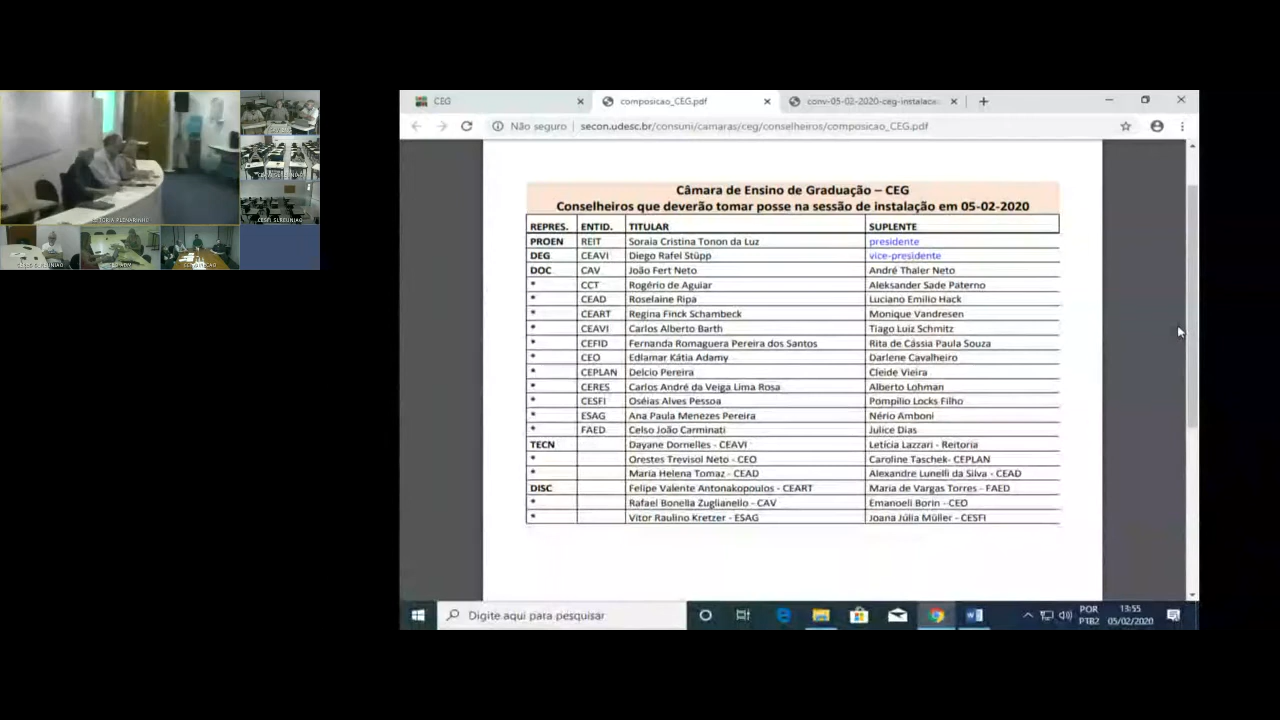 CEG
composicao_CEG.pdf
conv-05-02-2020-ceg-instalaca
Não seguro | secon.udesc.br/consuni/camaras/ceg/conselheiros/composicao_CEG.pdf
Câmara de Ensino de Graduação – CEG
Conselheiros que deverão tomar posse na sessão de instalação em 05-02-2020
REPRES. ENTID. TITULAR SUPLENTE
PROEN REIT Soraia Cristina Tonon da Luz presidente
DEG CEAVI Diego Rafel Stüpp vice-presidente
DOC CAV João Fert Neto André Thaler Neto
* CCT Rogério de Aguiar Aleksander Sade Paterno
* CEAD Roselaine Ripa Luciano Emilio Hack
* CEART Regina Finck Schambeck Monique Vandresen
* CEAVI Carlos Alberto Barth Tiago Luiz Schmitz
* CEFID Fernanda Romaguera Pereira dos Santos Rita de Cássia Paula Souza
* CEO Edlamar Kátia Adamy Darlene Cavalheiro
* CEPLAN Delcio Pereira Cleide Vieira
* CERES Carlos André da Veiga Lima Rosa Alberto Lohman
* CESFI Oséias Alves Pessoa Pompilio Locks Filho
* ESAG Ana Paula Menezes Pereira Nério Amboni
* FAED Celso João Carminati Julice Dias
TECN Dayane Dornelles - CEAVI Letícia Lazzari - Reitoria
* Orestes Trevisol Neto - CEO Caroline Taschek- CEPLAN
* Maria Helena Tomaz - CEAD Alexandre Lunelli da Silva - CEAD
DISC Felipe Valente Antonakopoulos - CEART Maria de Vargas Torres - FAED
* Rafael Bonella Zuglianello - CAV Emanoeli Borin - CEO
* Vitor Raulino Kretzer - ESAG Joana Júlia Müller - CESFI
Digite aqui para pesquisar
POR
PTB2
13:55
05/02/2020